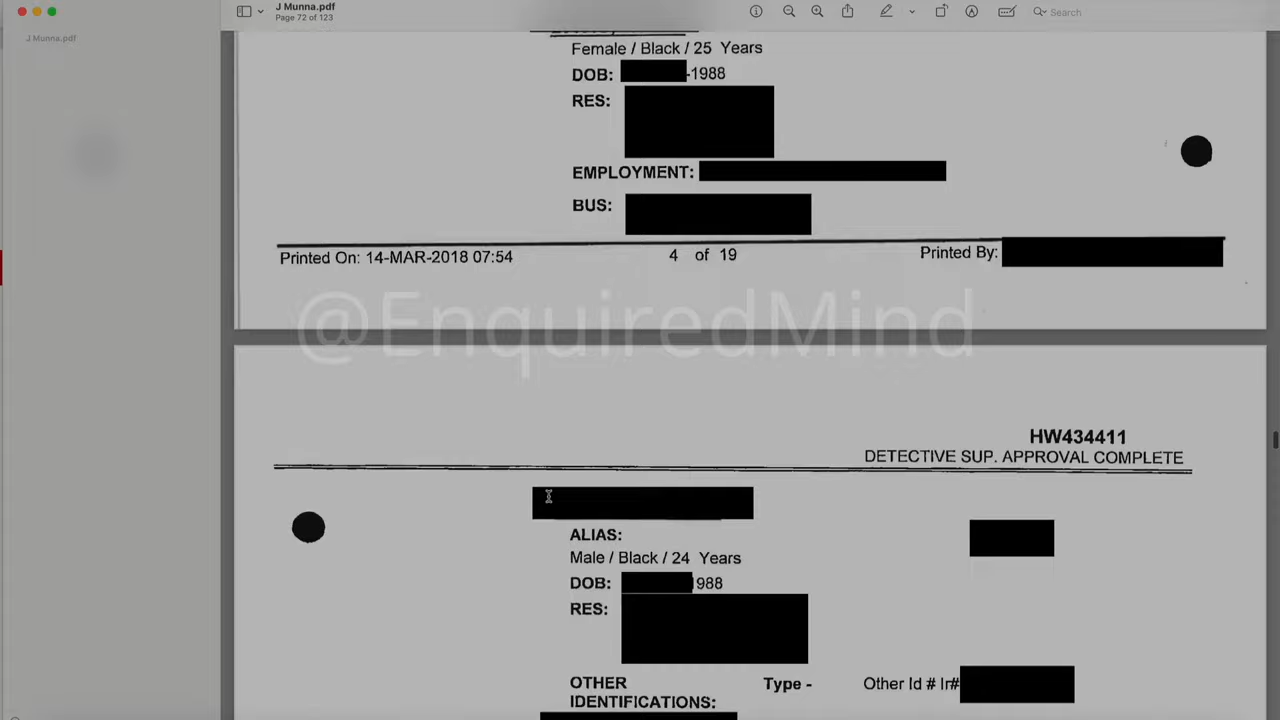 J Munna.pdf
Page 72 of 123
Search
J Munna.pdf
Female / Black / 25 Years
DOB: -1988
RES:
EMPLOYMENT:
BUS:
Printed On: 14-MAR-2018 07:54 4 of 19 Printed By:
@EnquiredMind
HW434411
DETECTIVE SUP. APPROVAL COMPLETE
ALIAS:
Male / Black / 24 Years
DOB: 988
RES:
OTHER Type - Other Id # Ir#
IDENTIFICATIONS: